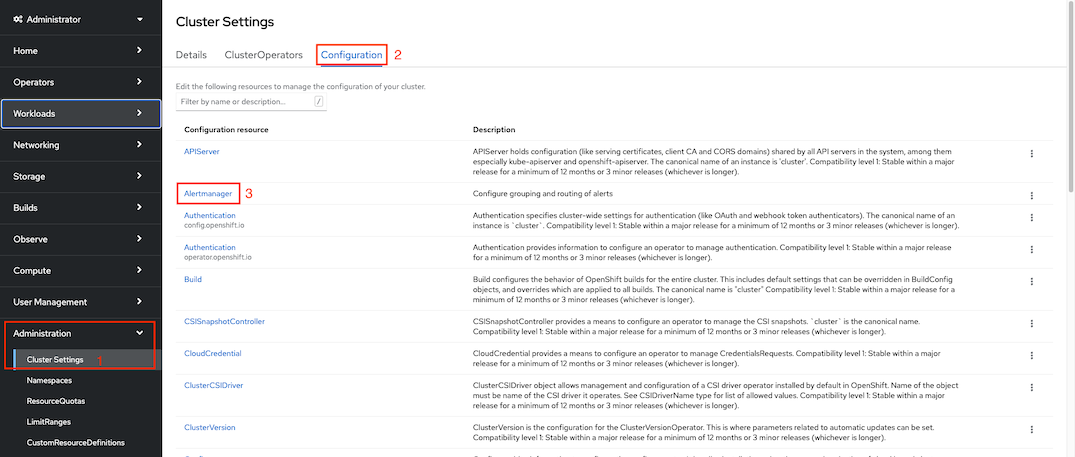 Administrator
Home
Operators
Workloads
Networking
Storage
Builds
Observe
Compute
User Management
Administration
Cluster Settings 1
Namespaces
ResourceQuotas
LimitRanges
CustomResourceDefinitions
Cluster Settings
Details ClusterOperators Configuration 2
Edit the following resources to manage the configuration of your cluster.
Filter by name or description... /
Configuration resource Description
APIServer
APIServer holds configuration (like serving certificates, client CA and CORS domains) shared by all API servers in the system, among them
especially kube-apiserver and openshift-apiserver. The canonical name of an instance is 'cluster'. Compatibility level 1: Stable within a major
release for a minimum of 12 months or 3 minor releases (whichever is longer).
Alertmanager 3
Configure grouping and routing of alerts
Authentication
config.openshift.io
Authentication specifies cluster-wide settings for authentication (like OAuth and webhook token authenticators). The canonical name of an
instance is `cluster`. Compatibility level 1: Stable within a major release for a minimum of 12 months or 3 minor releases (whichever is longer).
Authentication
operator.openshift.io
Authentication provides information to configure an operator to manage authentication. Compatibility level 1: Stable within a major release
for a minimum of 12 months or 3 minor releases (whichever is longer).
Build
Build configures the behavior of OpenShift builds for the entire cluster. This includes default settings that can be overridden in BuildConfig
objects, and overrides which are applied to all builds. The canonical name is "cluster" Compatibility level 1: Stable within a major release for a
minimum of 12 months or 3 minor releases (whichever is longer).
CSISnapshotController
CSISnapshotController provides a means to configure an operator to manage the CSI snapshots. `cluster` is the canonical name.
Compatibility level 1: Stable within a major release for a minimum of 12 months or 3 minor releases (whichever is longer).
CloudCredential
CloudCredential provides a means to configure an operator to manage CredentialsRequests. Compatibility level 1: Stable within a major
release for a minimum of 12 months or 3 minor releases (whichever is longer).
ClusterCSIDriver
ClusterCSIDriver object allows management and configuration of a CSI driver operator installed by default in OpenShift. Name of the object
must be name of the CSI driver it operates. See CSIDriverName type for list of allowed values. Compatibility level 1: Stable within a major
release for a minimum of 12 months or 3 minor releases (whichever is longer).
ClusterVersion
ClusterVersion is the configuration for the ClusterVersionOperator. This is where parameters related to automatic updates can be set.
Compatibility level 1: Stable within a major release for a minimum of 12 months or 3 minor releases (whichever is longer).